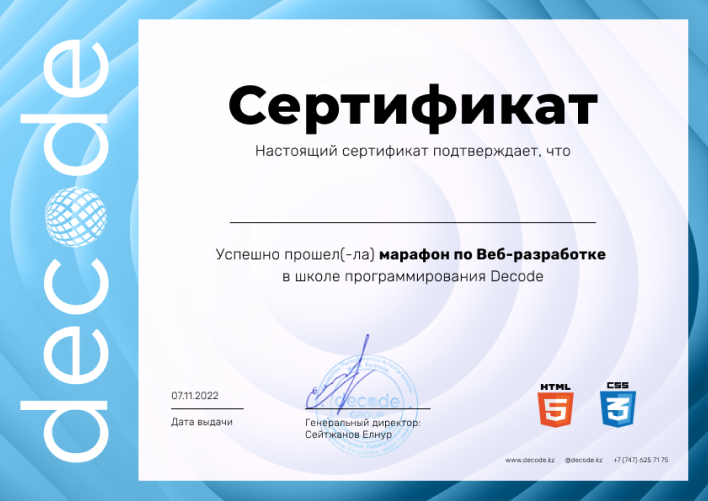 decode
Сертификат
Настоящий сертификат подтверждает, что
Успешно прошел(-ла) марафон по Веб-разработке
в школе программирования Decode
07.11.2022
Дата выдачи
decode
GROUP
Генеральный директор:
Сейтжанов Елнур
HTML
5
CSS
3
www.decode.kz @decode.kz +7 (747) 625 71 75